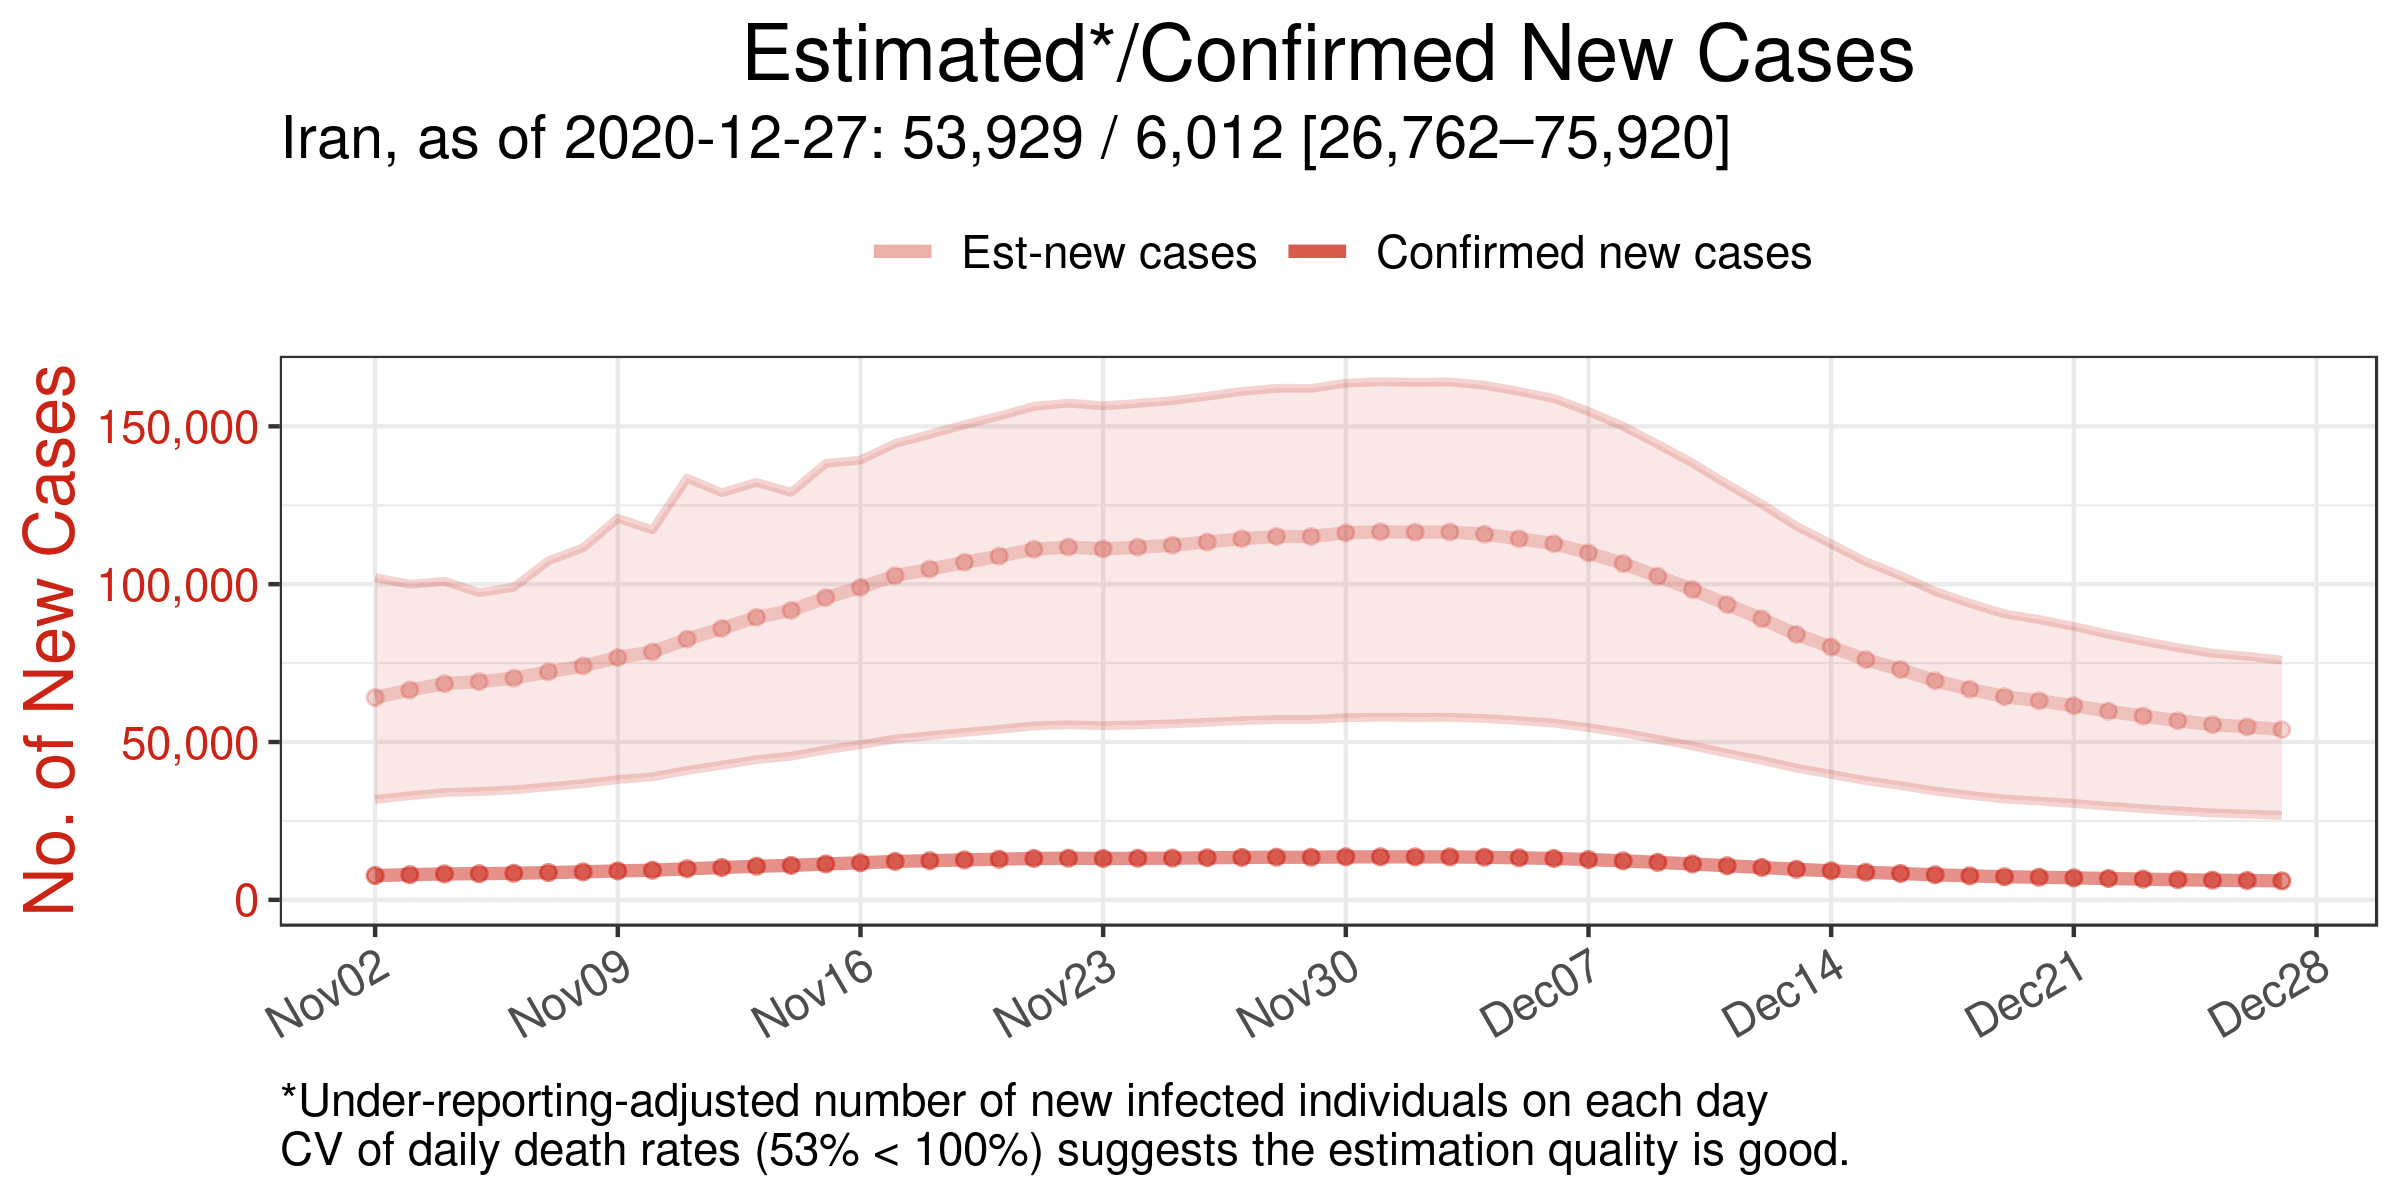 Estimated*/Confirmed New Cases
Iran, as of 2020-12-27: 53,929 / 6,012 [26,762–75,920]
Est-new cases Confirmed new cases
No. of New Cases
150,000
100,000
50,000
0
Nov02 Nov09 Nov16 Nov23 Nov30 Dec07 Dec14 Dec21 Dec28
*Under-reporting-adjusted number of new infected individuals on each day
CV of daily death rates (53% < 100%) suggests the estimation quality is good.